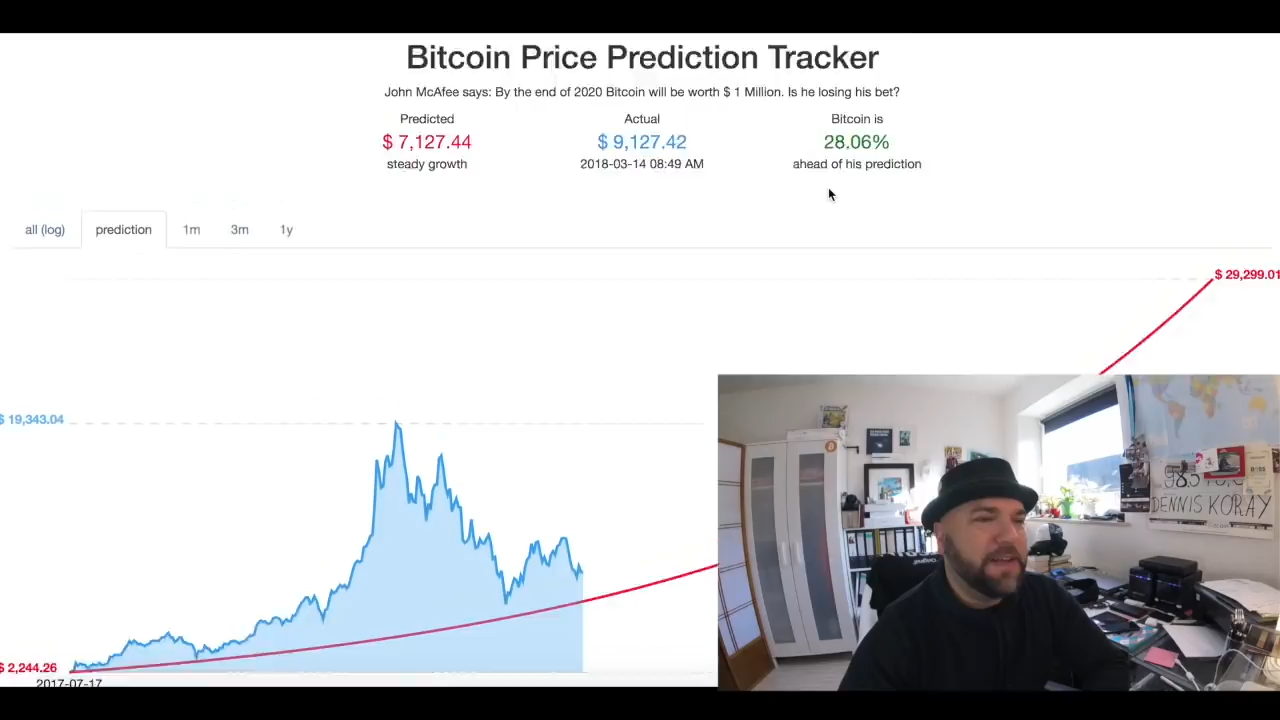 Bitcoin Price Prediction Tracker
John McAfee says: By the end of 2020 Bitcoin will be worth $ 1 Million. Is he losing his bet?
Predicted Actual Bitcoin is
$ 7,127.44 $ 9,127.42 28.06%
steady growth 2018-03-14 08:49 AM ahead of his prediction
all (log) prediction 1m 3m 1y
$ 29,299.01
$ 19,343.04
DENNIS KORAY
$ 2,244.26
2017-07-17